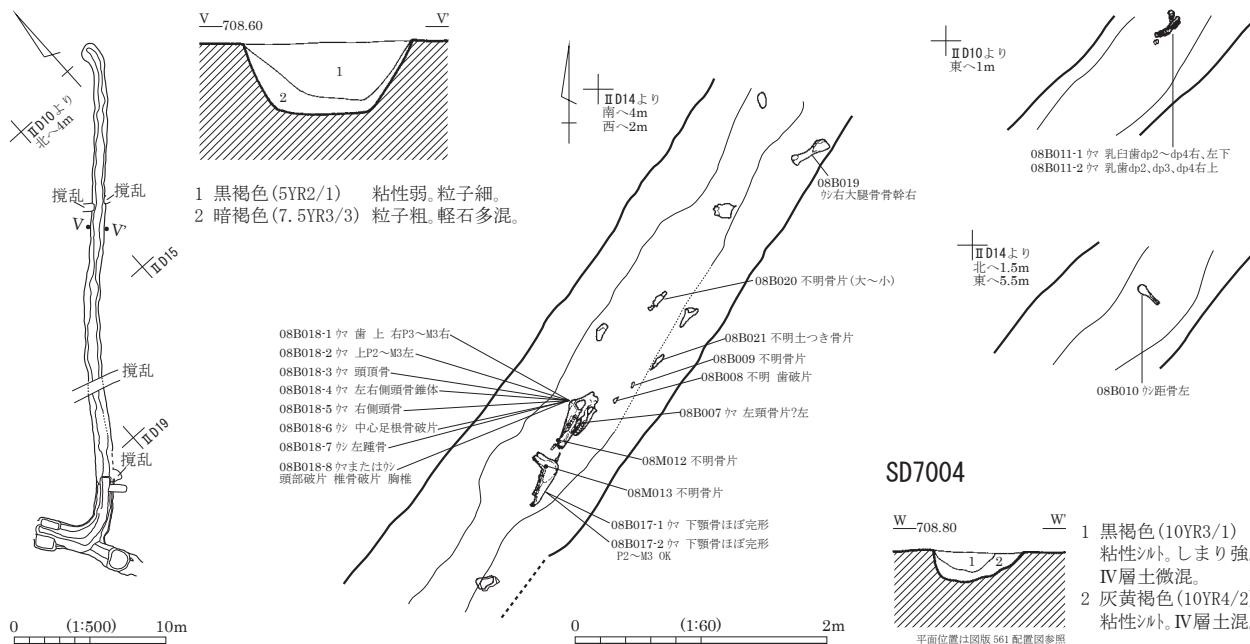 ⅡD10より
北へ4m
撹乱
撹乱
V
V'
ⅡD15
撹乱
ⅡD19
撹乱
0 (1:500) 10m
V 708.60 V'
1
2
1 黒褐色(5YR2/1) 粘性弱。粒子細。
2 暗褐色(7.5YR3/3) 粒子粗。軽石多混。
ⅡD14より
南へ4m
西へ2m
08B019
ウシ右大腿骨骨幹右
08B020 不明骨片(大～小)
08B021 不明土つき骨片
08B009 不明骨片
08B008 不明 歯破片
08B007 ウマ 左頸骨片?左
08M012 不明骨片
08M013 不明骨片
08B017-1 ウマ 下顎骨ほぼ完形
08B017-2 ウマ 下顎骨ほぼ完形
P2～M3 OK
08B018-1 ウマ 歯 上 右P3～M3右
08B018-2 ウマ 上P2～M3左
08B018-3 ウマ 頭頂骨
08B018-4 ウマ 左右側頭骨錐体
08B018-5 ウマ 右側頭骨
08B018-6 ウシ 中心足根骨破片
08B018-7 ウシ 左踵骨
08B018-8 ウマまたはウシ
頭部破片 椎骨破片 胸椎
0 (1:60) 2m
ⅡD10より
東へ1m
08B011-1 ウマ 乳臼歯dp2～dp4右、左下
08B011-2 ウマ 乳歯dp2、dp3、dp4右上
ⅡD14より
北へ1.5m
東へ5.5m
08B010 ウシ距骨左
SD7004
W 708.80 W'
1 2
平面位置は図版 561 配置図参照
1 黒褐色(10YR3/1)
粘性シルト。しまり強。
Ⅳ層土微混。
2 灰黄褐色(10YR4/2)
粘性シルト。Ⅳ層土混。